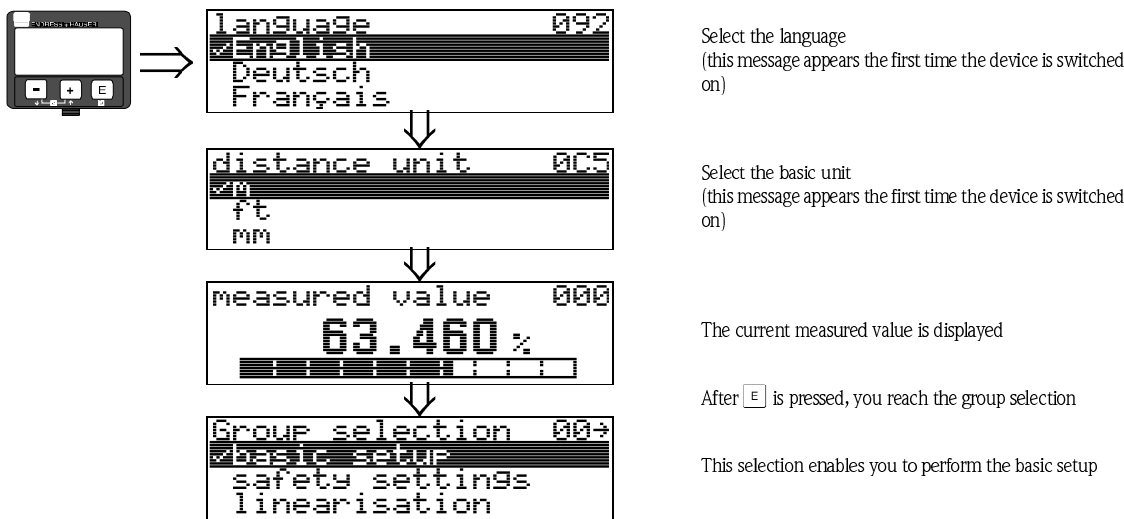 ENDRESS+HAUSER
- + E
language 092
✓English
Deutsch
Français
Select the language
(this message appears the first time the device is switched
on)
distance unit 0C5
✓m
ft
mm
Select the basic unit
(this message appears the first time the device is switched
on)
measured value 000
63.460 %
The current measured value is displayed
After E is pressed, you reach the group selection
Group selection 00→
✓basic setup
safety settings
linearisation
This selection enables you to perform the basic setup